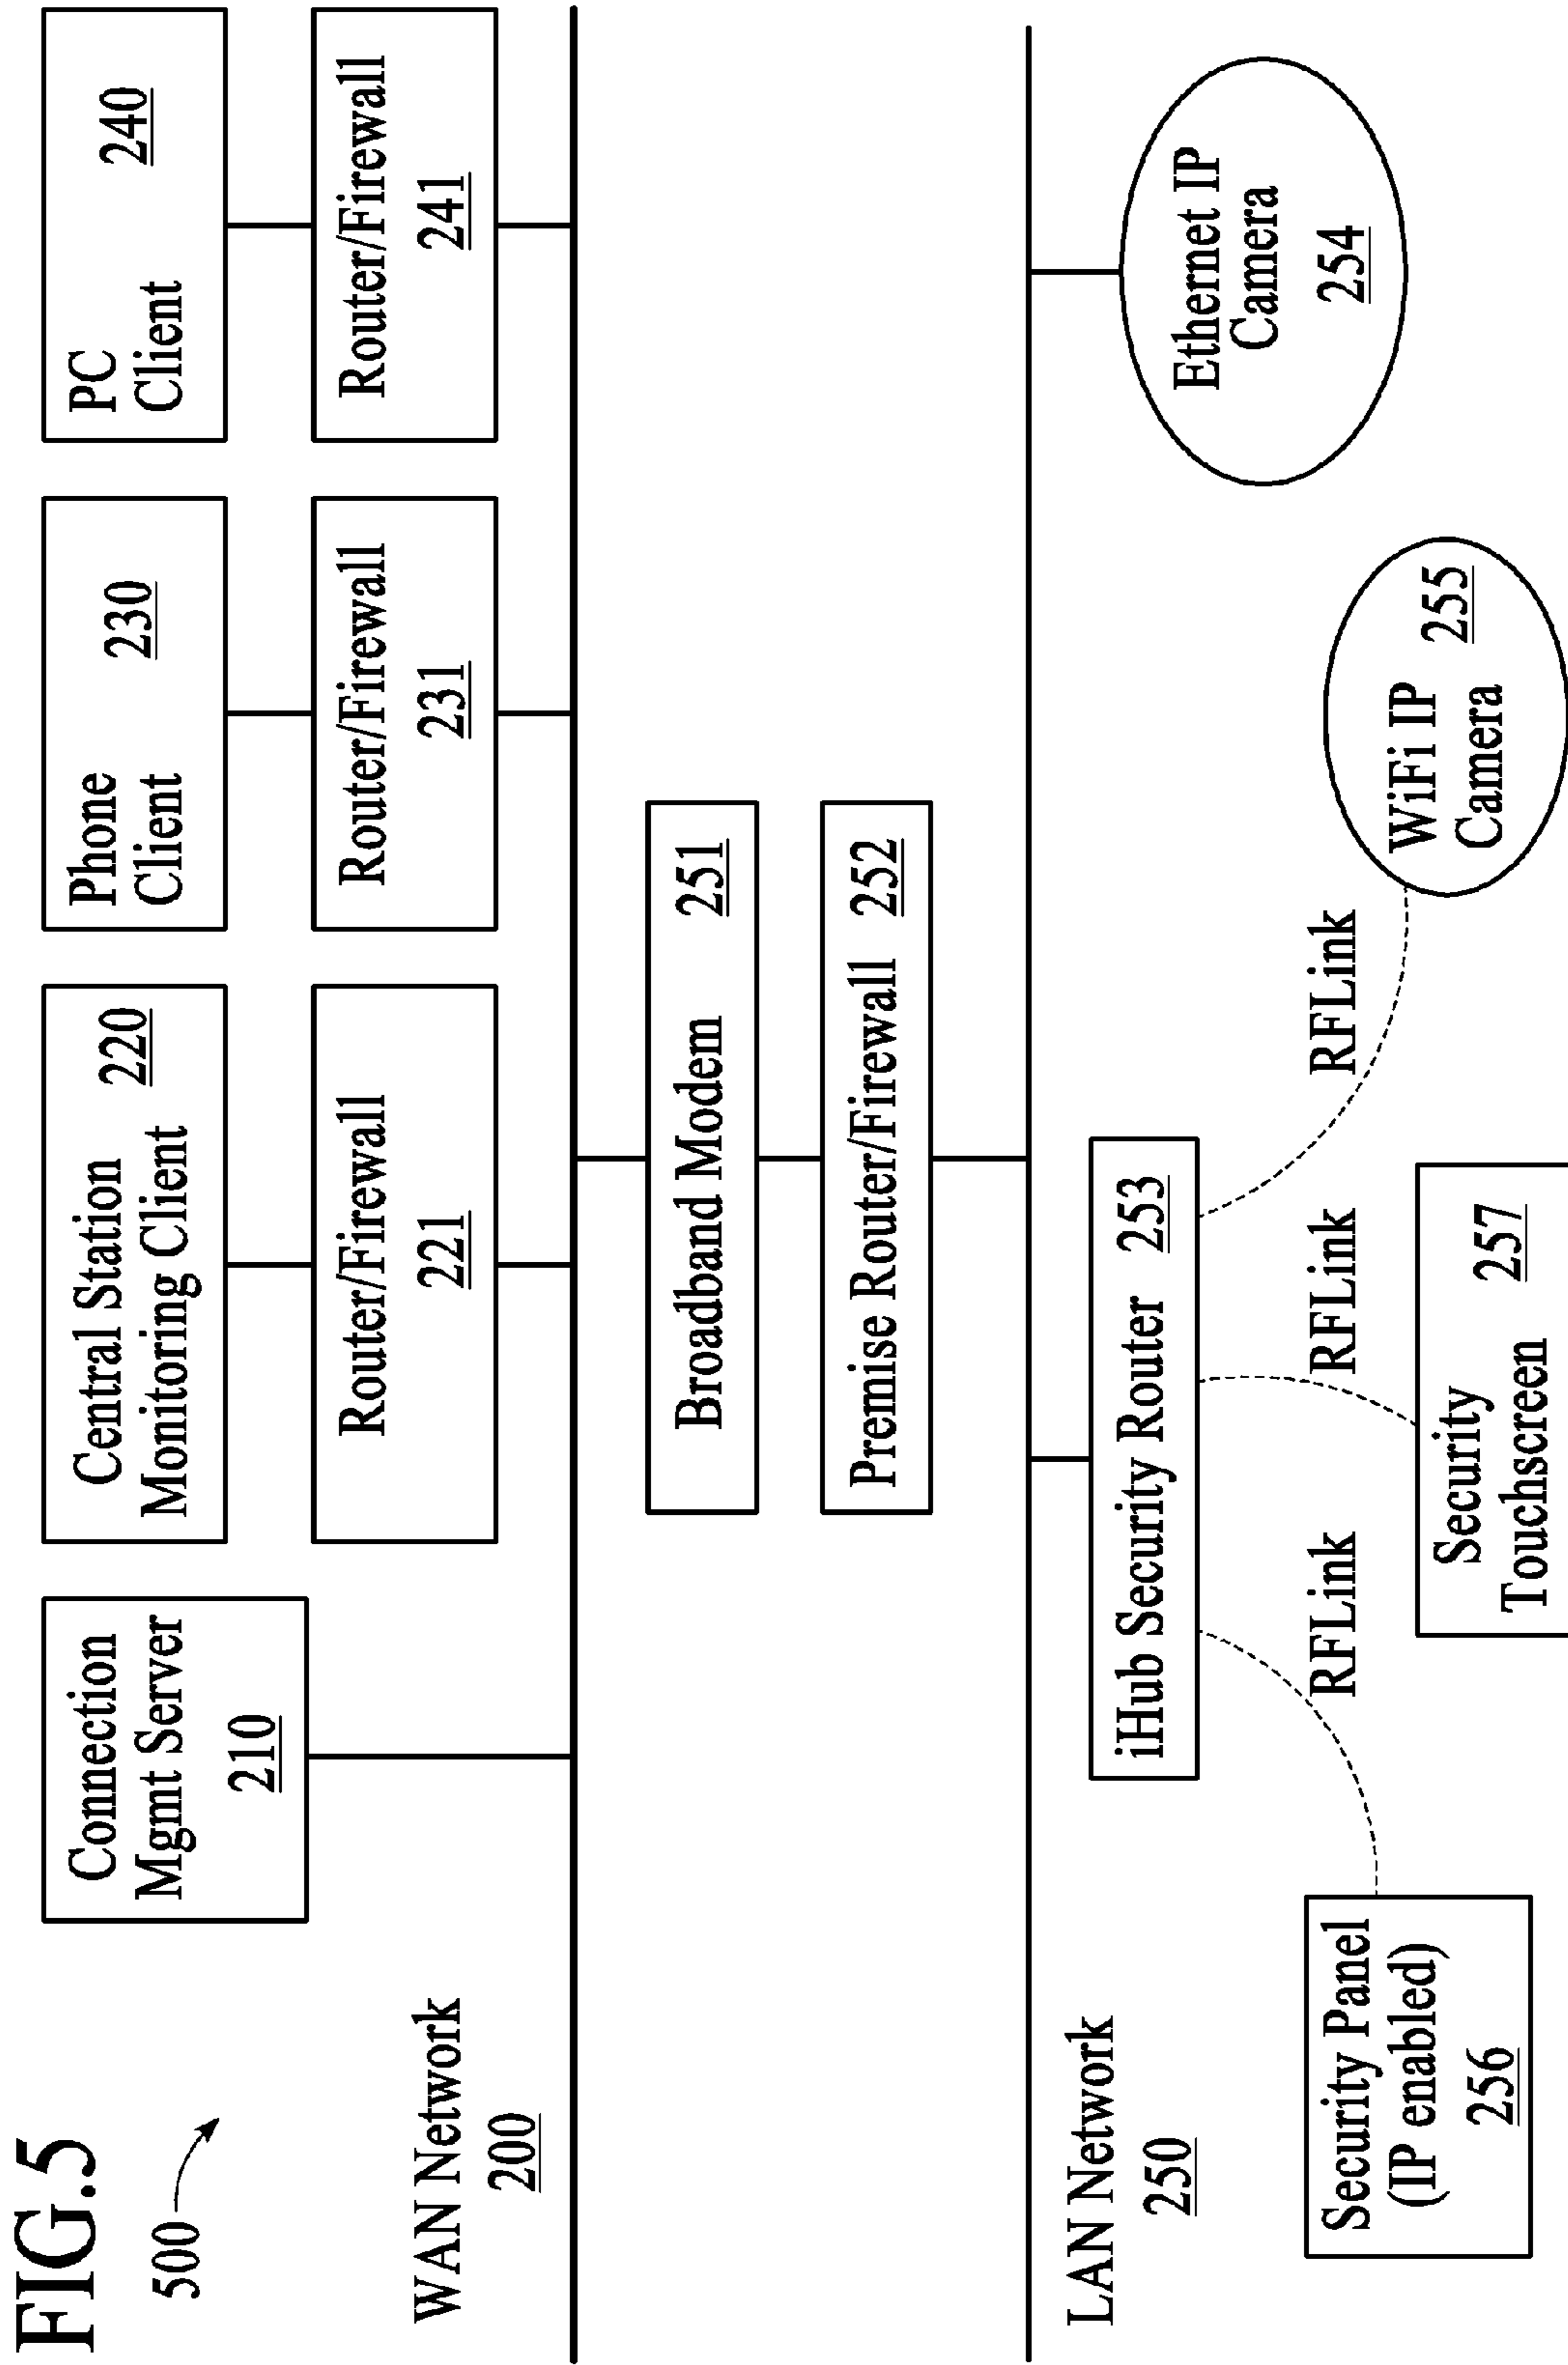 FIG.5
500
Connection
Mgmt Server
210
Central Station
Monitoring Client
220
Phone
Client
230
PC
Client
240
Router/Firewall
221
Router/Firewall
231
Router/Firewall
241
WAN Network
200
Broadband Modem 251
Premise Router/Firewall 252
LAN Network
250
iHub Security Router 253
Ethernet IP
Camera
254
RFLink
RFLink
RFLink
WiFi IP
Camera
255
Security Panel
(IP enabled)
256
Security
Touchscreen
257